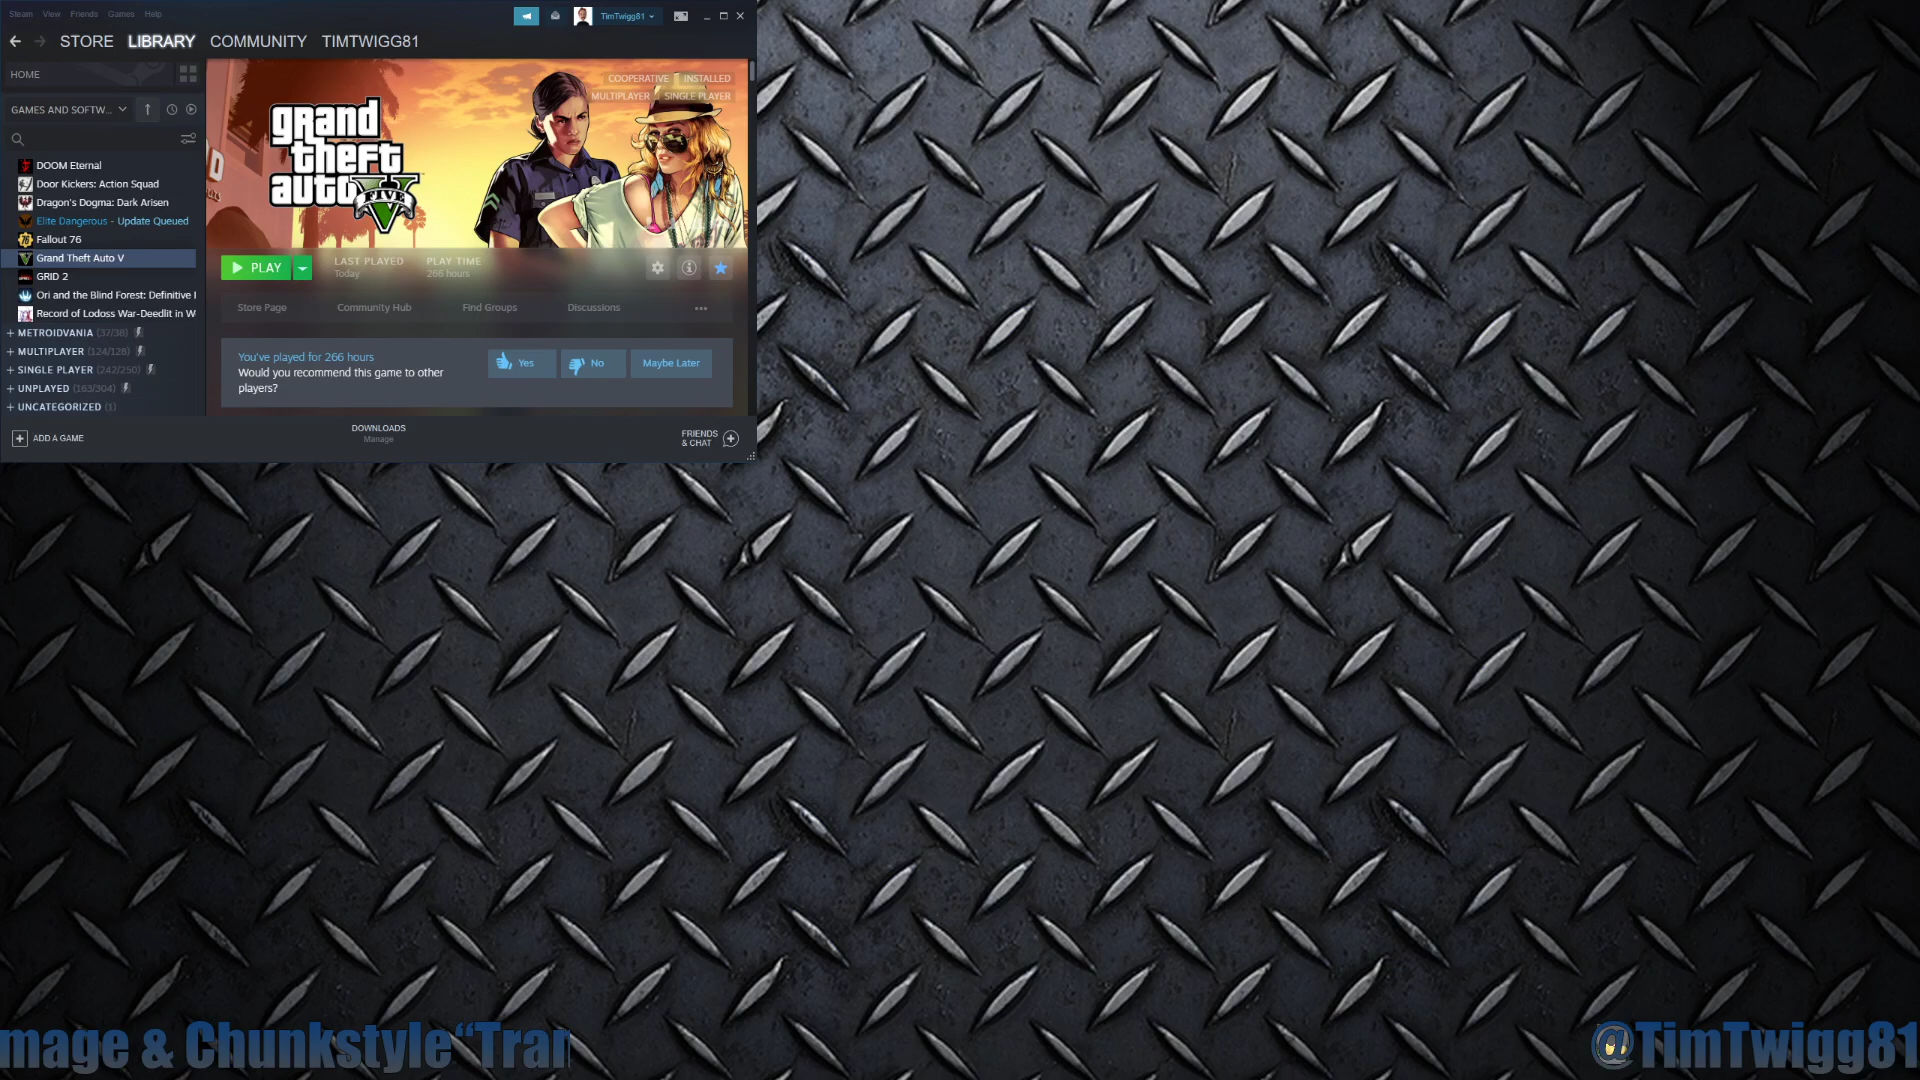 Steam View Friends Games Help
TimTwigg81
STORE LIBRARY COMMUNITY TIMTWIGG81
HOME
GAMES AND SOFTW...
COOPERATIVE INSTALLED
MULTIPLAYER SINGLE PLAYER
grand
theft
auto
FIVE
DOOM Eternal
Door Kickers: Action Squad
Dragon's Dogma: Dark Arisen
Elite Dangerous - Update Queued
Fallout 76
Grand Theft Auto V
GRID 2
Ori and the Blind Forest: Definitive
Record of Lodoss War-Deedlit in W
+ METROIDVANIA (37/38)
+ MULTIPLAYER (124/128)
+ SINGLE PLAYER (242/250)
+ UNPLAYED (163/304)
+ UNCATEGORIZED (1)
PLAY
LAST PLAYED
Today
PLAY TIME
266 hours
Store Page Community Hub Find Groups Discussions ...
You've played for 266 hours
Would you recommend this game to other
players?
Yes No Maybe Later
ADD A GAME
DOWNLOADS
Manage
FRIENDS
& CHAT
mage & Chunkstyle“Tran
@TimTwigg81